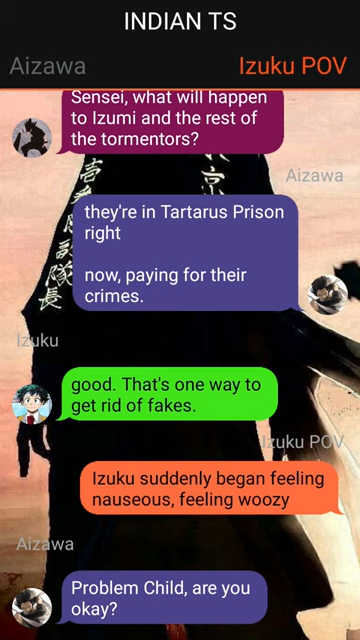 INDIAN TS
Aizawa
Izuku POV
Sensei, what will happen
to Izumi and the rest of
the tormentors?
Aizawa
they're in Tartarus Prison
right
now, paying for their
crimes.
Izuku
good. That's one way to
get rid of fakes.
Izuku POV
Izuku suddenly began feeling
nauseous, feeling woozy
Aizawa
Problem Child, are you
okay?